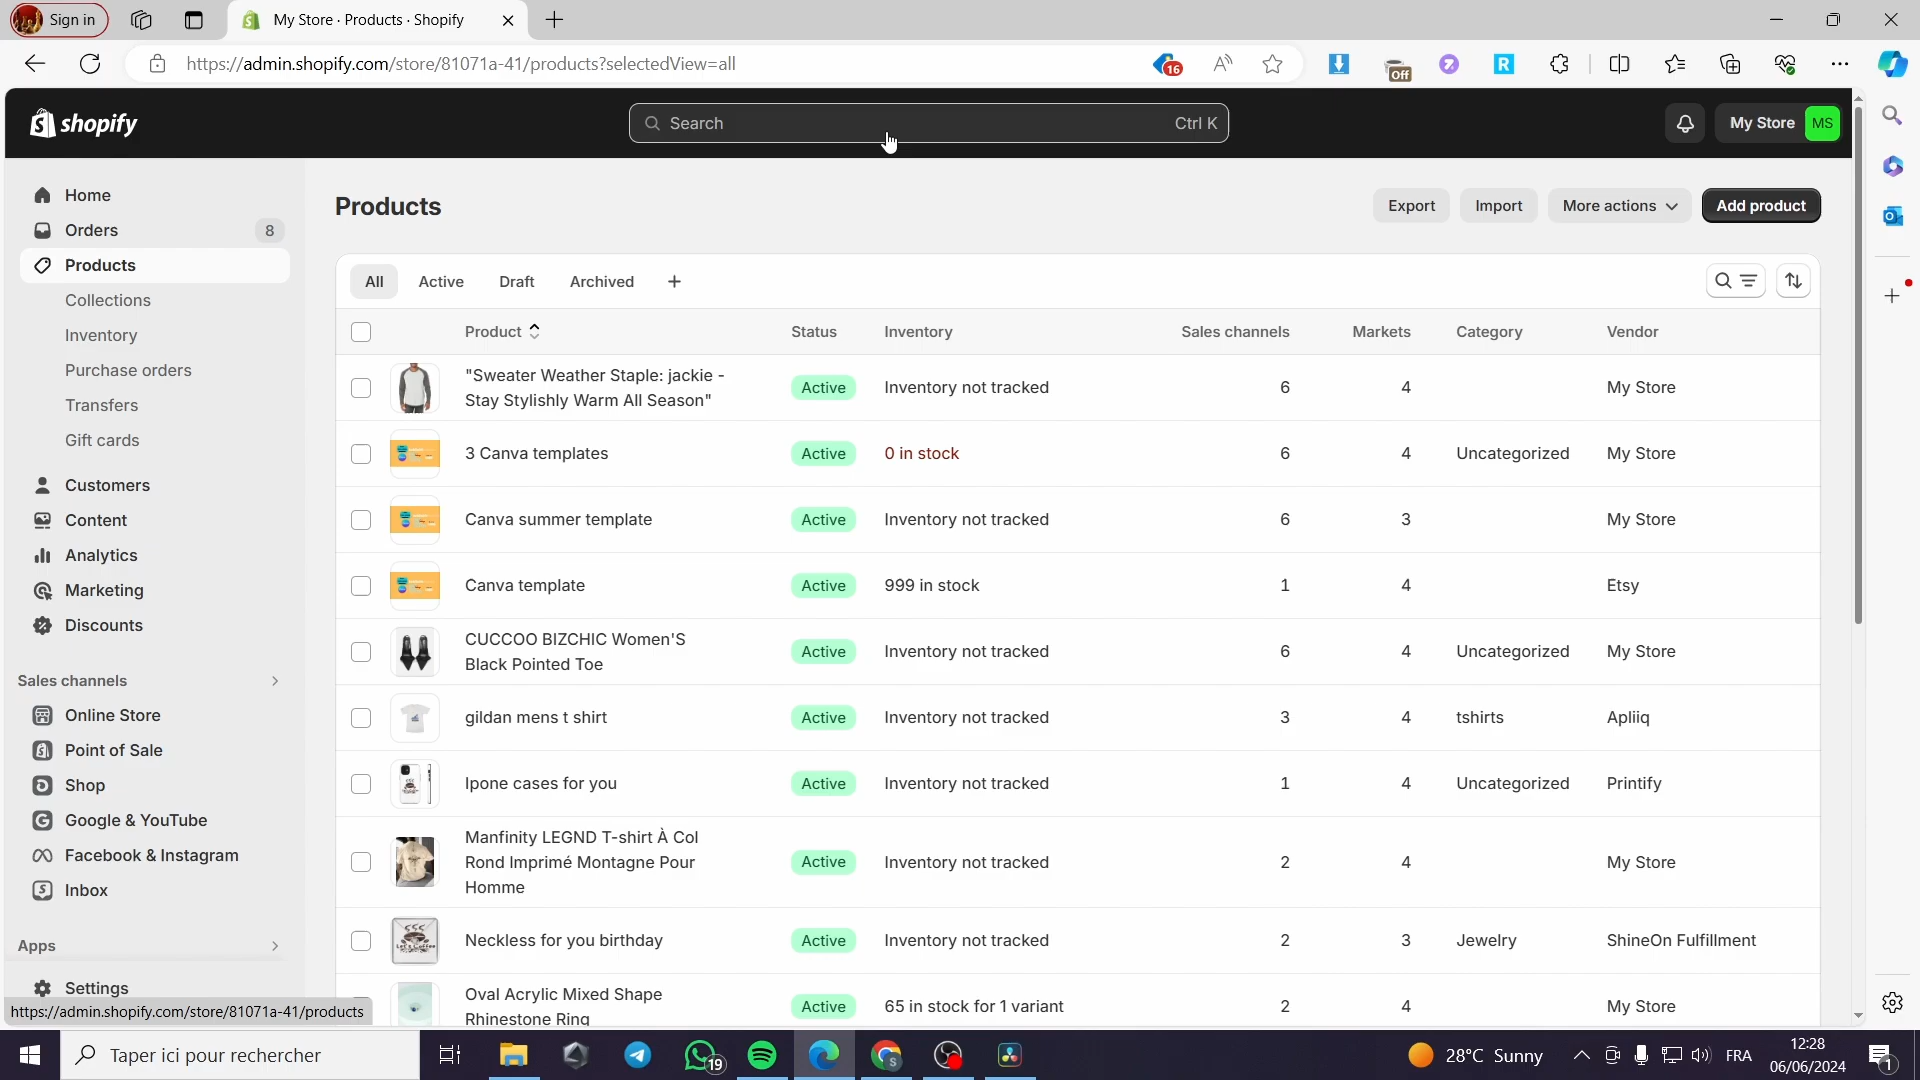 Sign in
My Store · Products · Shopify
https://admin.shopify.com/store/81071a-41/products?selectedView=all
16
Off
shopify
Search
Ctrl K
My Store
MS
Home
Orders
8
Products
Collections
Inventory
Purchase orders
Transfers
Gift cards
Customers
Content
Analytics
Marketing
Discounts
Sales channels
Online Store
Point of Sale
Shop
Google & YouTube
Facebook & Instagram
Inbox
Apps
Settings
https://admin.shopify.com/store/81071a-41/products
Products
Export
Import
More actions
Add product
All
Active
Draft
Archived
Product
Status
Inventory
Sales channels
Markets
Category
Vendor
"Sweater Weather Staple: jackie -
Stay Stylishly Warm All Season"
Active
Inventory not tracked
6
4
My Store
3 Canva templates
Active
0 in stock
6
4
Uncategorized
My Store
Canva summer template
Active
Inventory not tracked
6
3
My Store
Canva template
Active
999 in stock
1
4
Etsy
CUCCOO BIZCHIC Women'S
Black Pointed Toe
Active
Inventory not tracked
6
4
Uncategorized
My Store
gildan mens t shirt
Active
Inventory not tracked
3
4
tshirts
Apliiq
Ipone cases for you
Active
Inventory not tracked
1
4
Uncategorized
Printify
Manfinity LEGND T-shirt À Col
Rond Imprimé Montagne Pour
Homme
Active
Inventory not tracked
2
4
My Store
Neckless for you birthday
Active
Inventory not tracked
2
3
Jewelry
ShineOn Fulfillment
Oval Acrylic Mixed Shape
Rhinestone Ring
Active
65 in stock for 1 variant
2
4
My Store
Taper ici pour rechercher
19
28°C Sunny
FRA
12:28
06/06/2024
1